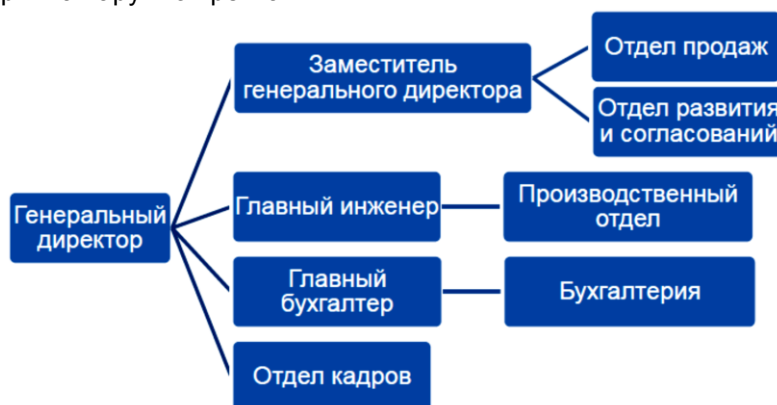 Заместитель
генерального директора
Отдел продаж
Отдел развития
и согласований
Генеральный
директор
Главный инженер
Производственный
отдел
Главный
бухгалтер
Бухгалтерия
Отдел кадров